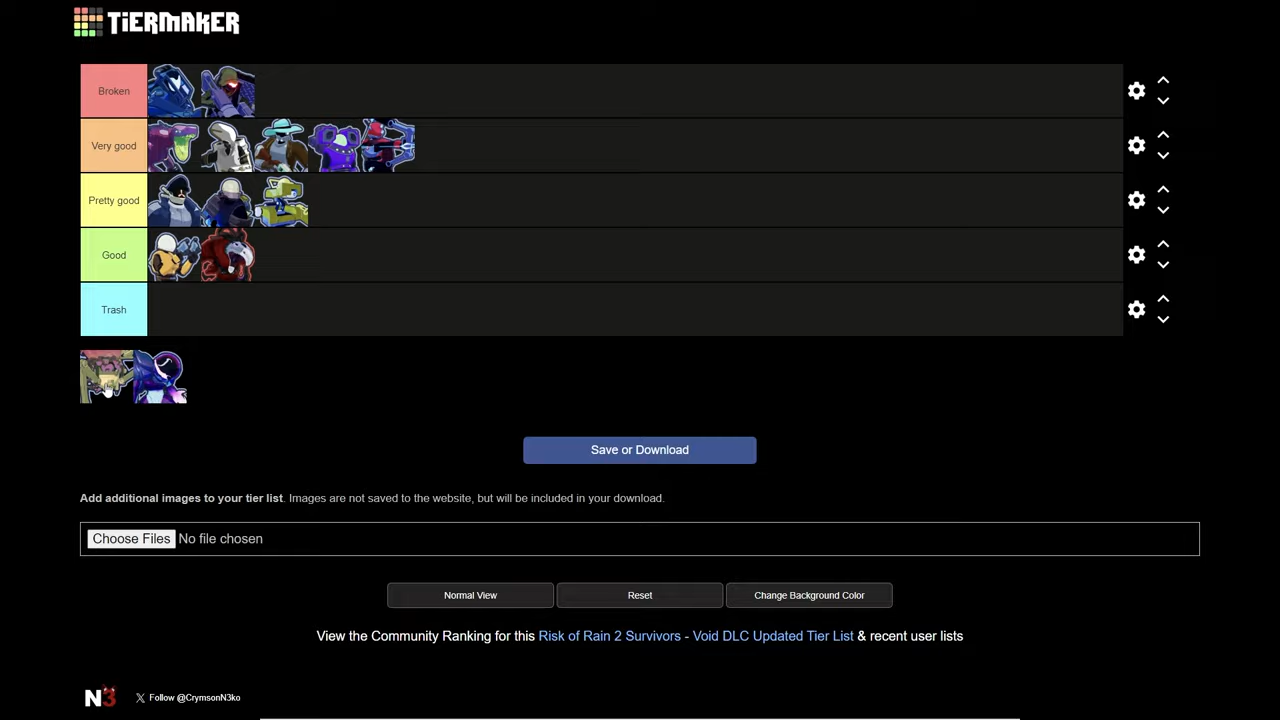 TiERMAKER
Broken
Very good
Pretty good
Good
Trash
Save or Download
Add additional images to your tier list. Images are not saved to the website, but will be included in your download.
Choose Files No file chosen
Normal View
Reset
Change Background Color
View the Community Ranking for this Risk of Rain 2 Survivors - Void DLC Updated Tier List & recent user lists
N3
Follow @CrymsonN3ko